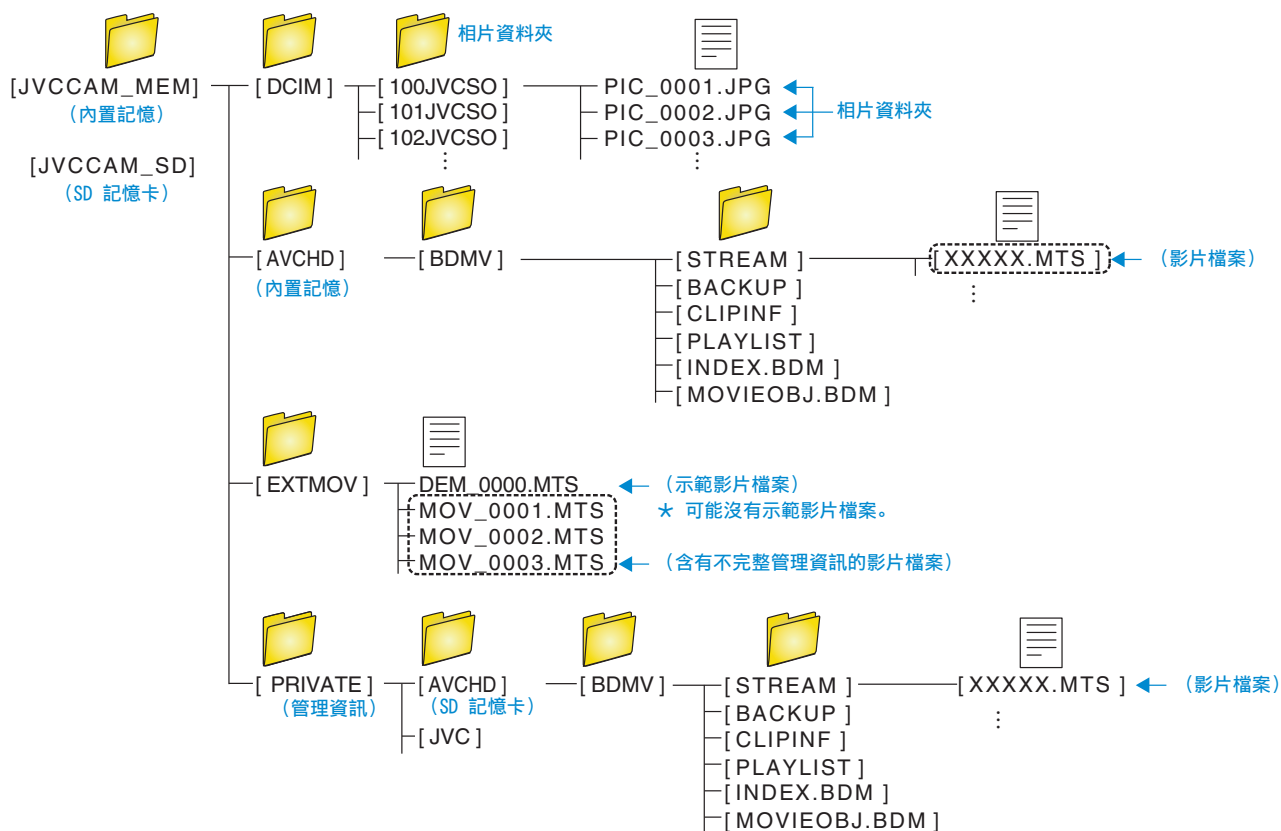 相片資料夾
[JVCCAM_MEM] [DCIM] [100JVCSO] PIC_0001.JPG
(內置記憶) [101JVCSO] PIC_0002.JPG 相片資料夾
[102JVCSO] PIC_0003.JPG
[JVCCAM_SD]
(SD 記憶卡)
[AVCHD] [BDMV] [STREAM] [XXXXX.MTS] (影片檔案)
(內置記憶) [BACKUP]
[CLIPINF]
[PLAYLIST]
[INDEX.BDM]
[MOVIEOBJ.BDM]
[EXTMOV] DEM_0000.MTS (示範影片檔案)
MOV_0001.MTS * 可能沒有示範影片檔案。
MOV_0002.MTS
MOV_0003.MTS (含有不完整管理資訊的影片檔案)
[PRIVATE] [AVCHD] [BDMV] [STREAM] [XXXXX.MTS] (影片檔案)
(管理資訊) (SD 記憶卡) [BACKUP]
[JVC] [CLIPINF]
[PLAYLIST]
[INDEX.BDM]
[MOVIEOBJ.BDM]